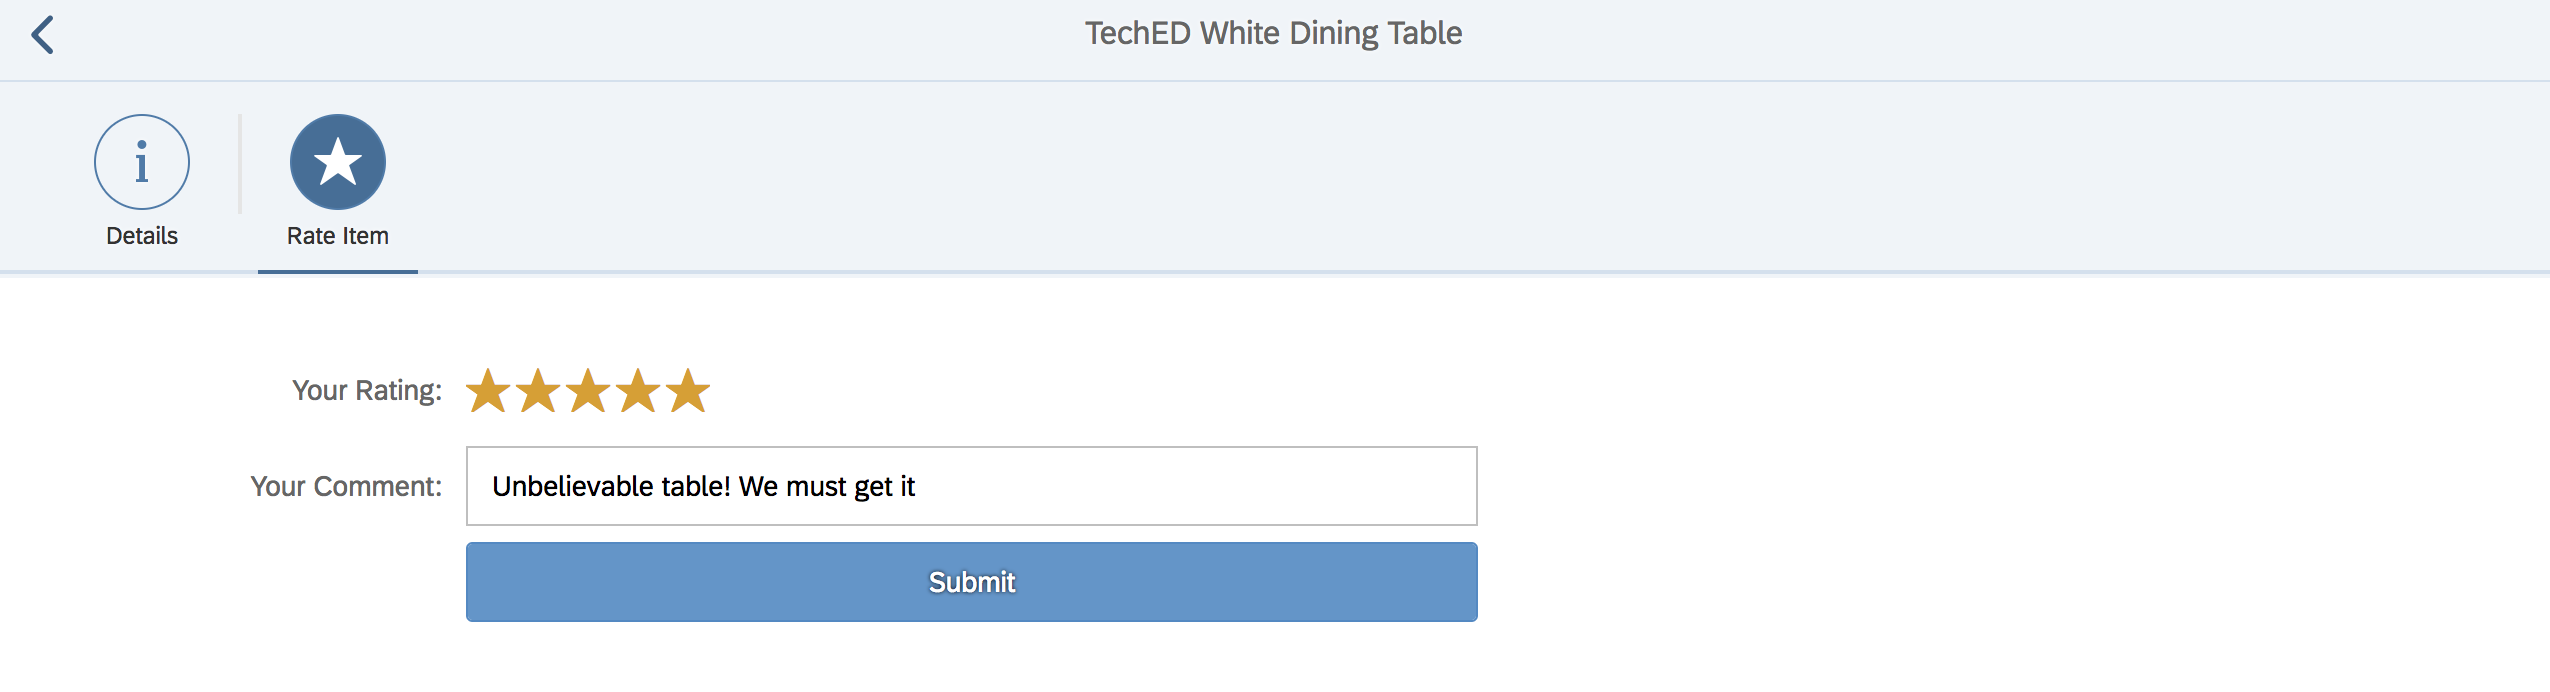 TechED White Dining Table
i
Details
Rate Item
Your Rating:
Your Comment: Unbelievable table! We must get it
Submit